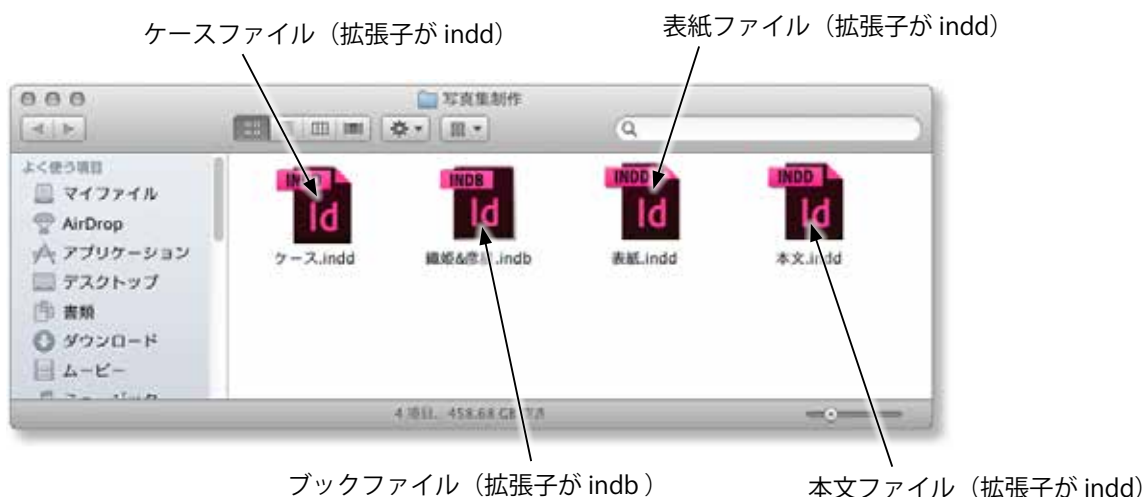 ケースファイル（拡張子が indd）
表紙ファイル（拡張子が indd）
写真集制作
よく使う項目
マイファイル
AirDrop
アプリケーション
デスクトップ
書類
ダウンロード
ムービー
INDB
Id
INDD
Id
INDD
Id
Id
ケース.indd
織姫&彦星.indb
表紙.indd
本文.indd
4 項目、458.68 GB
ブックファイル（拡張子が indb ）
本文ファイル（拡張子が indd）